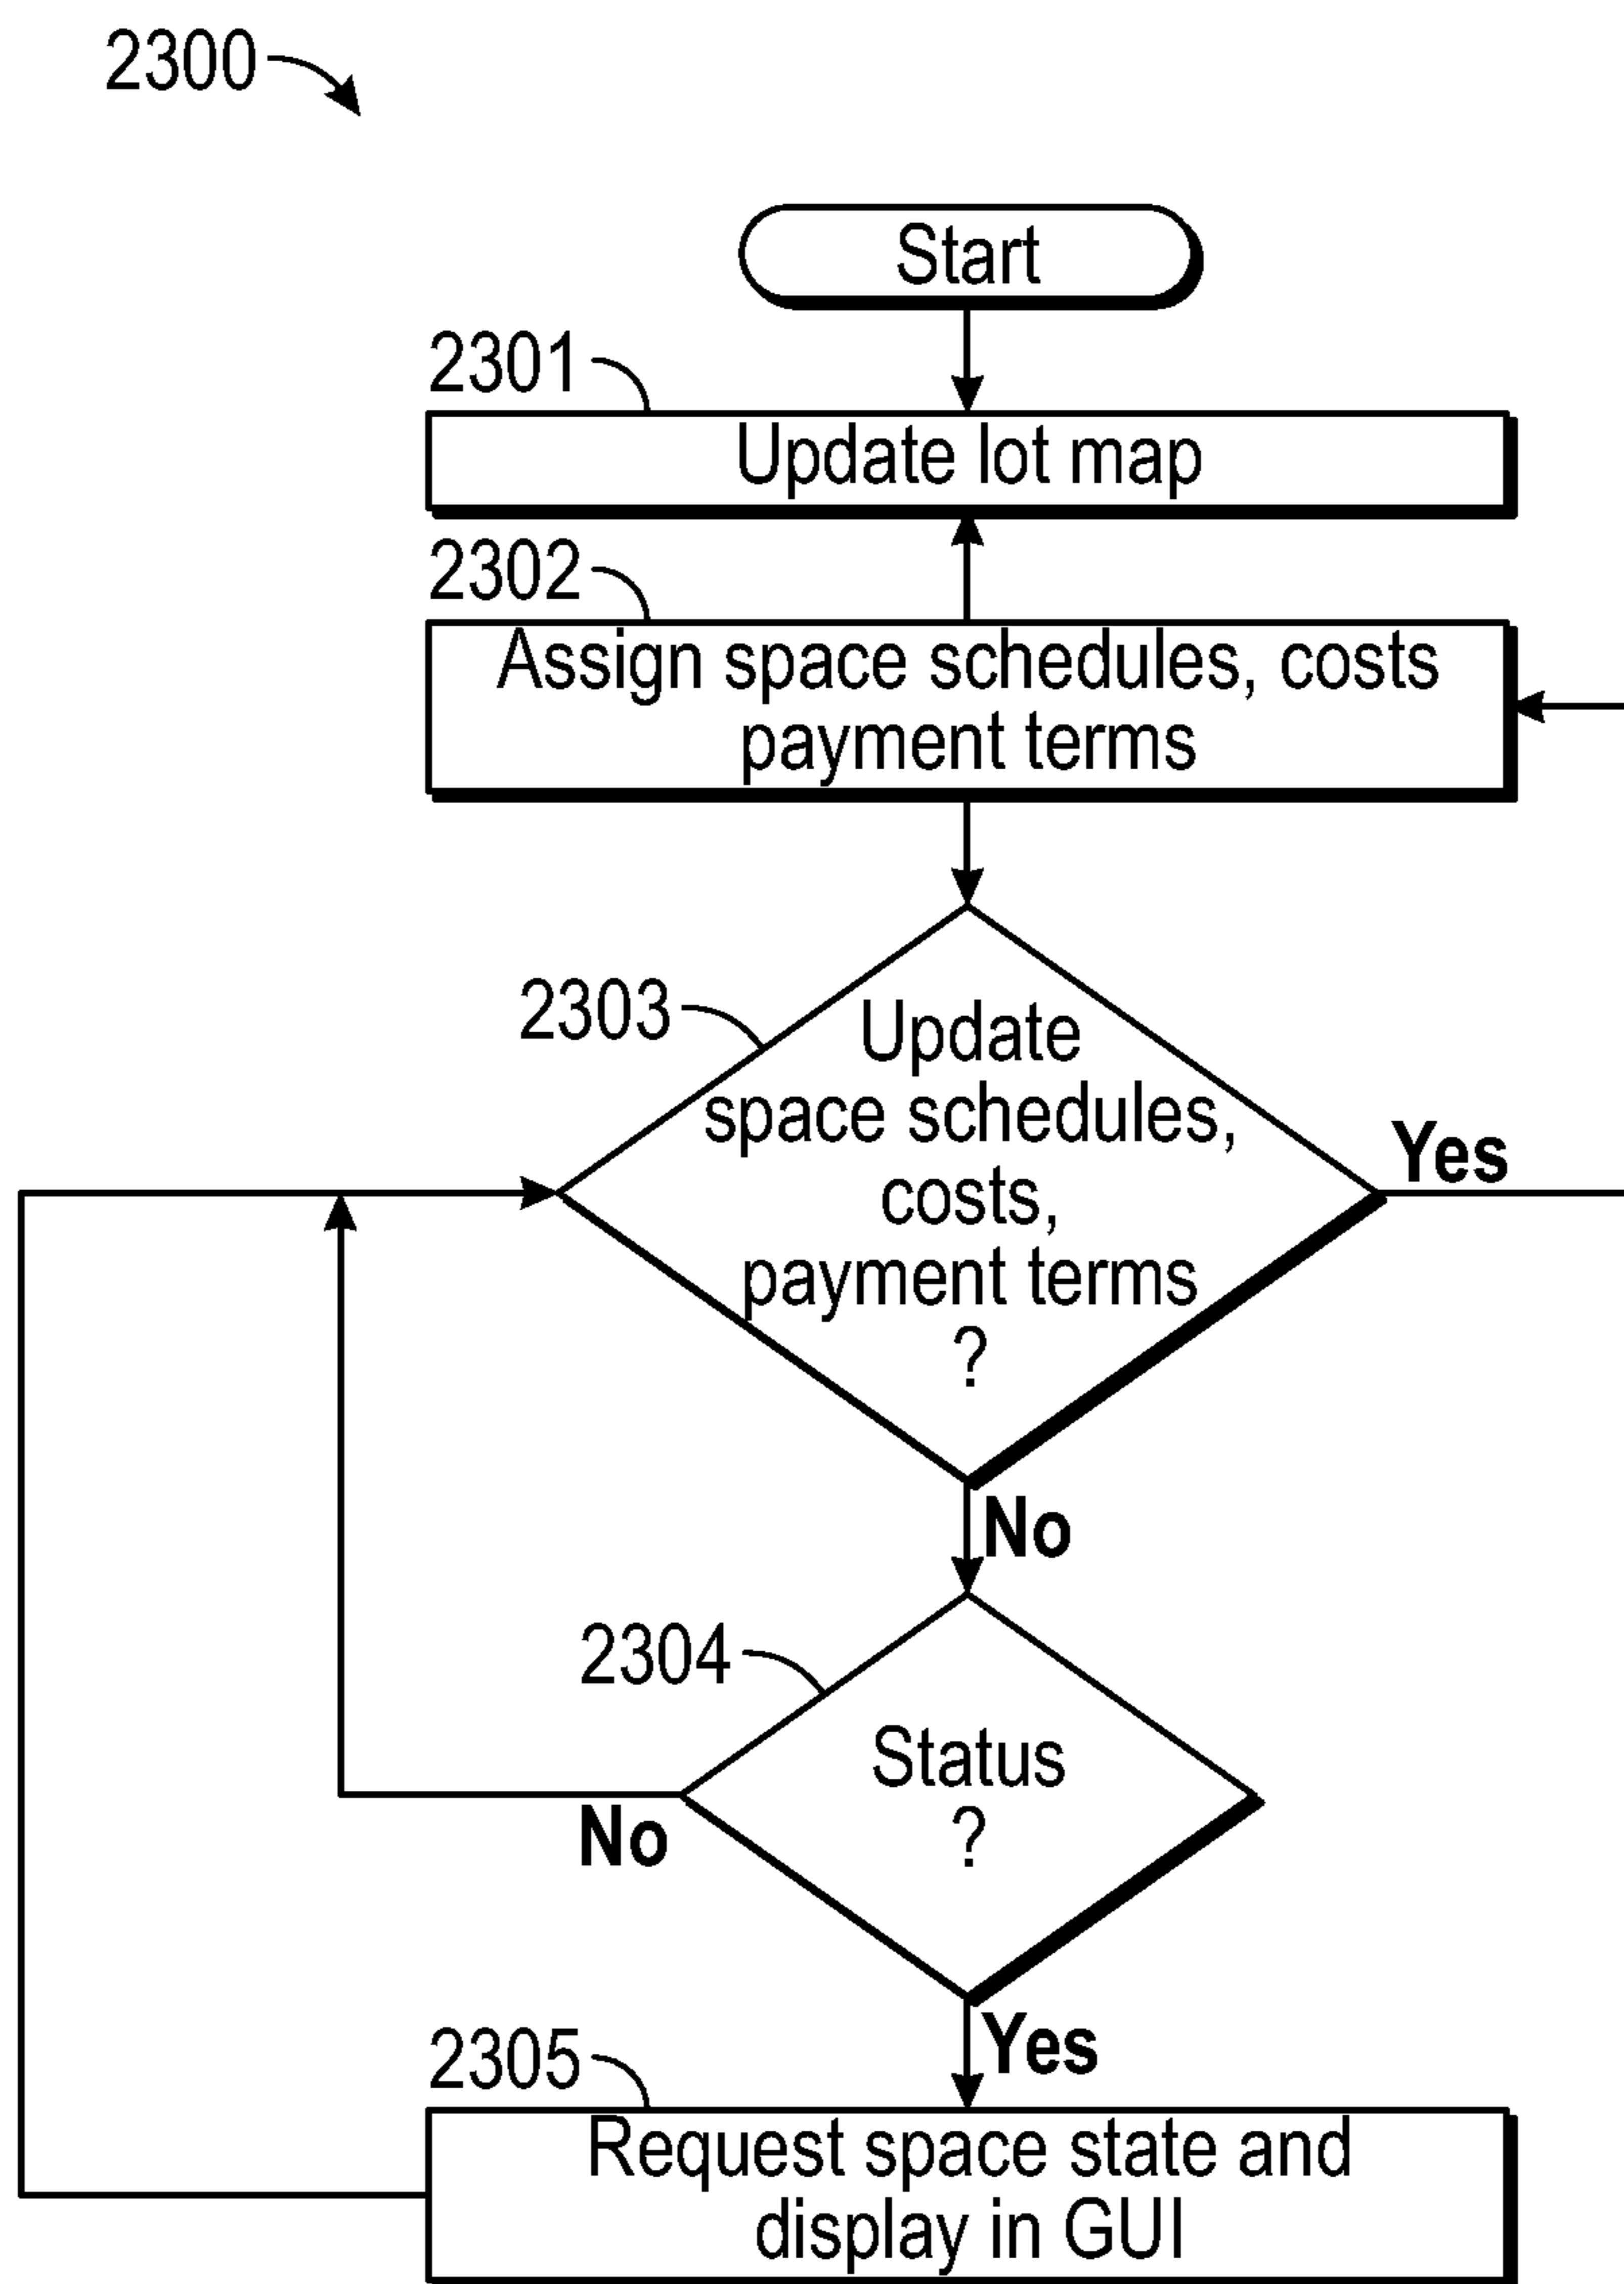 2300
Start
2301
Update lot map
2302
Assign space schedules, costs
payment terms
2303
Update
space schedules,
costs,
payment terms
?
Yes
No
2304
Status
?
No
Yes
2305
Request space state and
display in GUI